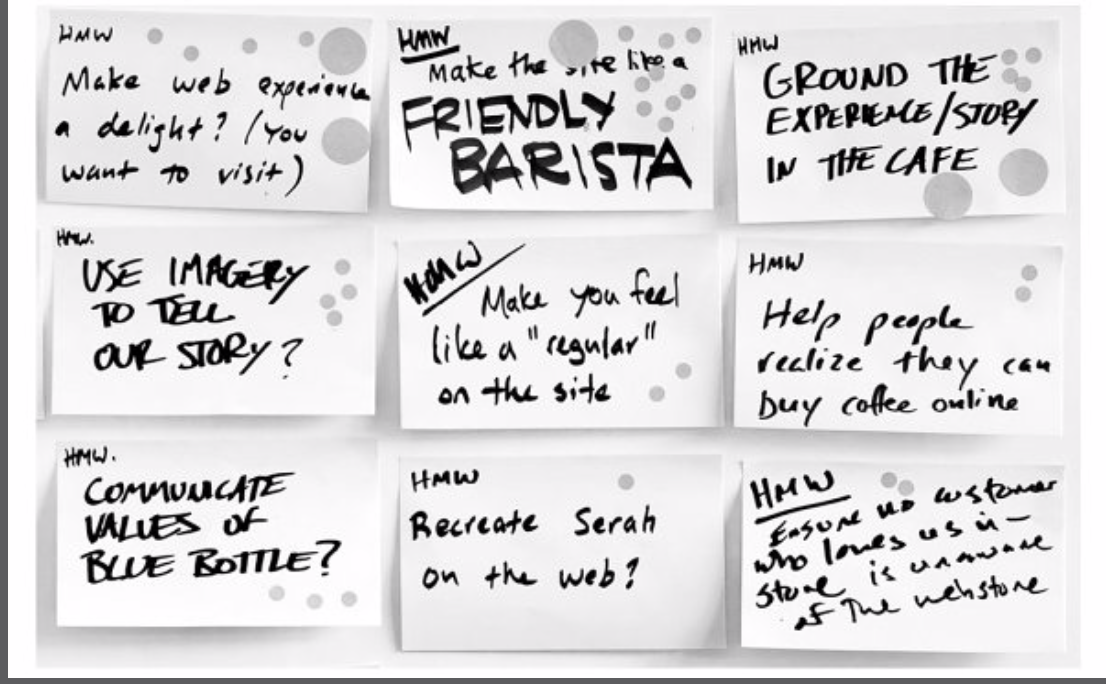 HMW
Make web experience
a delight? (you
want to visit)
HMW
Make the site like a
FRIENDLY
BARISTA
HMW
GROUND THE
EXPERIENCE/STORY
IN THE CAFE
HMW.
USE IMAGERY
TO TELL
OUR STORY?
HMW
Make you feel
like a "regular"
on the site
HMW
Help people
realize they can
buy coffee online
HMW.
COMMUNICATE
VALUES OF
BLUE BOTTLE?
HMW
Recreate Serah
on the web?
HMW
Ensure no customer
who loves us in-
store is unaware
of The webstore